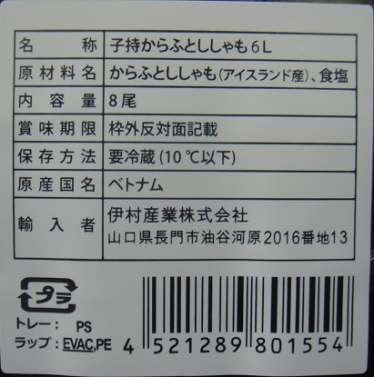 名称 子持からふとししゃも6L
原材料名 からふとししゃも(アイスランド産)、食塩
内容量 8尾
賞味期限 枠外反対面記載
保存方法 要冷蔵(10℃以下)
原産国名 ベトナム
輸入者 伊村産業株式会社
山口県長門市油谷河原2016番地13
プラ
トレー: PS
ラップ: EVAC,PE
4 521289 801554